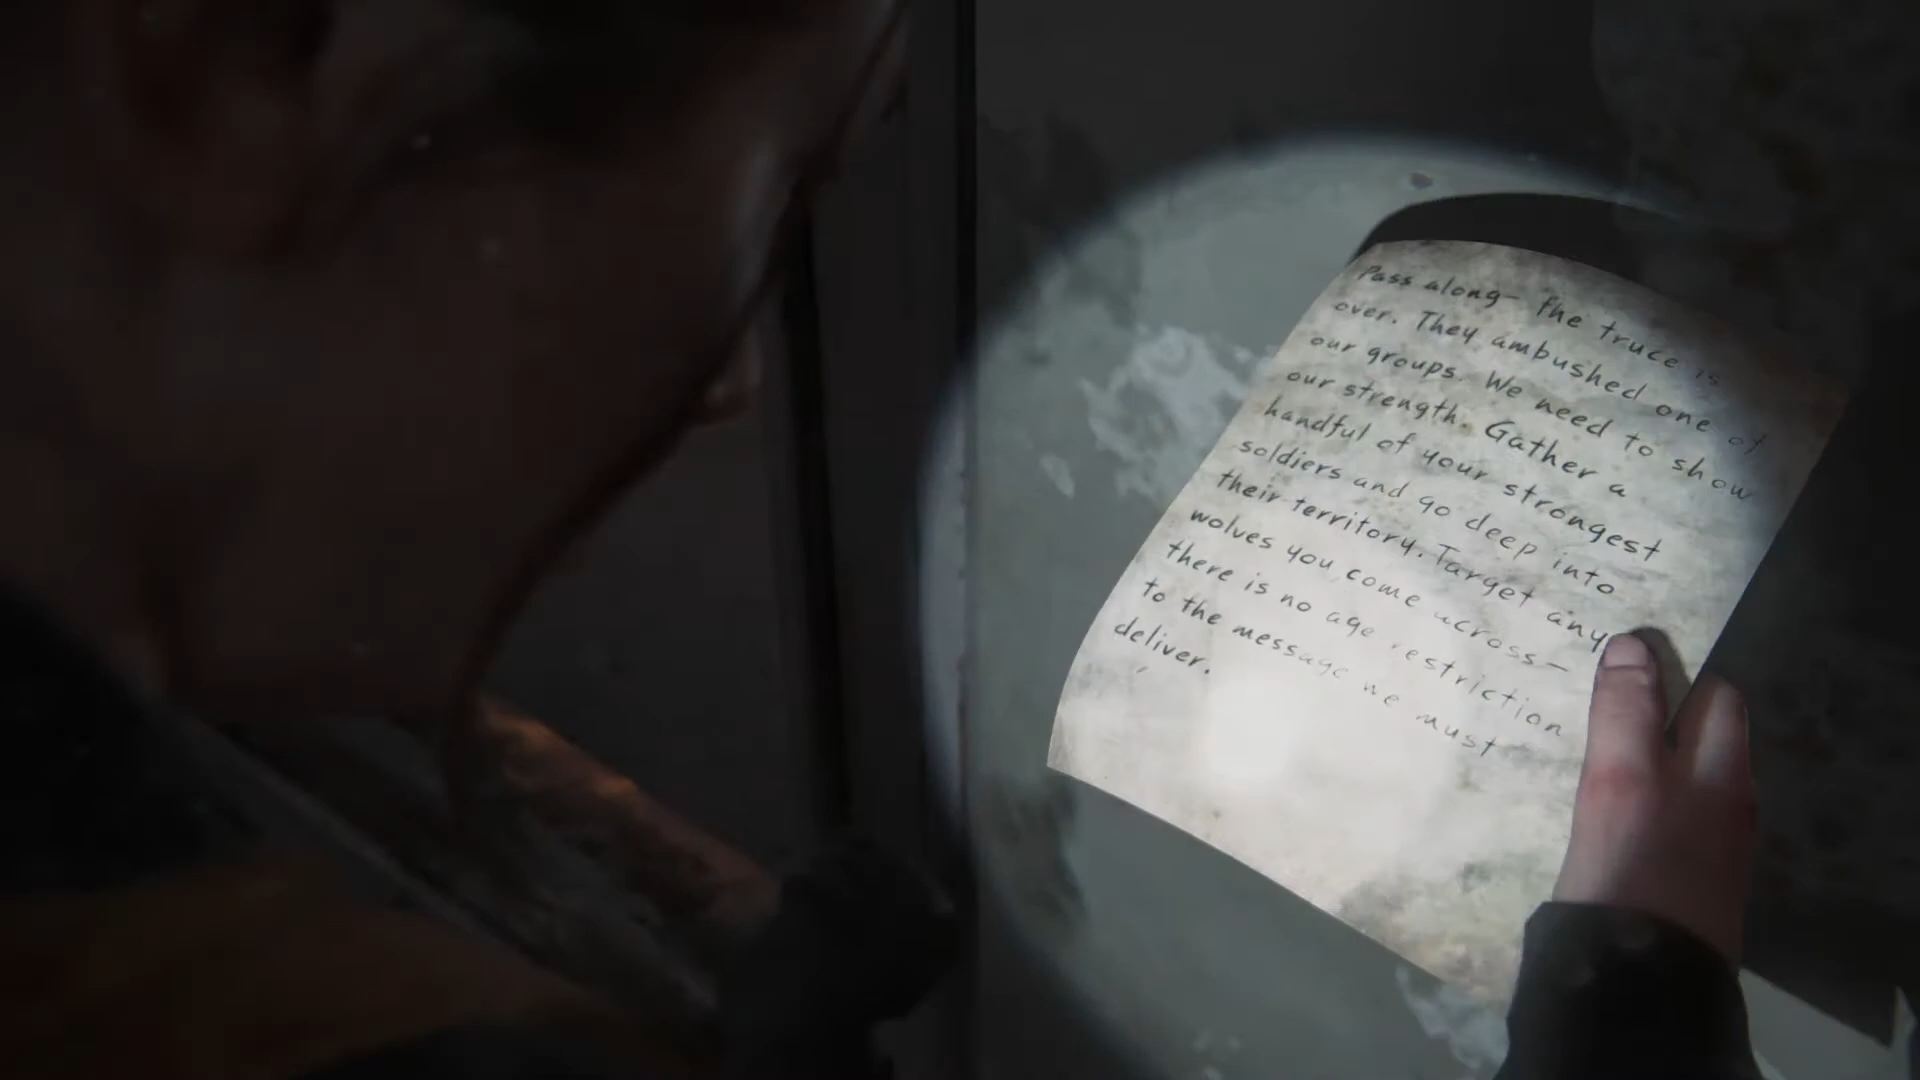 Pass along- The truce is
over. They ambushed one of
our groups. We need to show
our strength. Gather a
handful of your strongest
soldiers and go deep into
their territory. Target any
wolves you come across-
there is no age restriction
to the message we must
deliver.